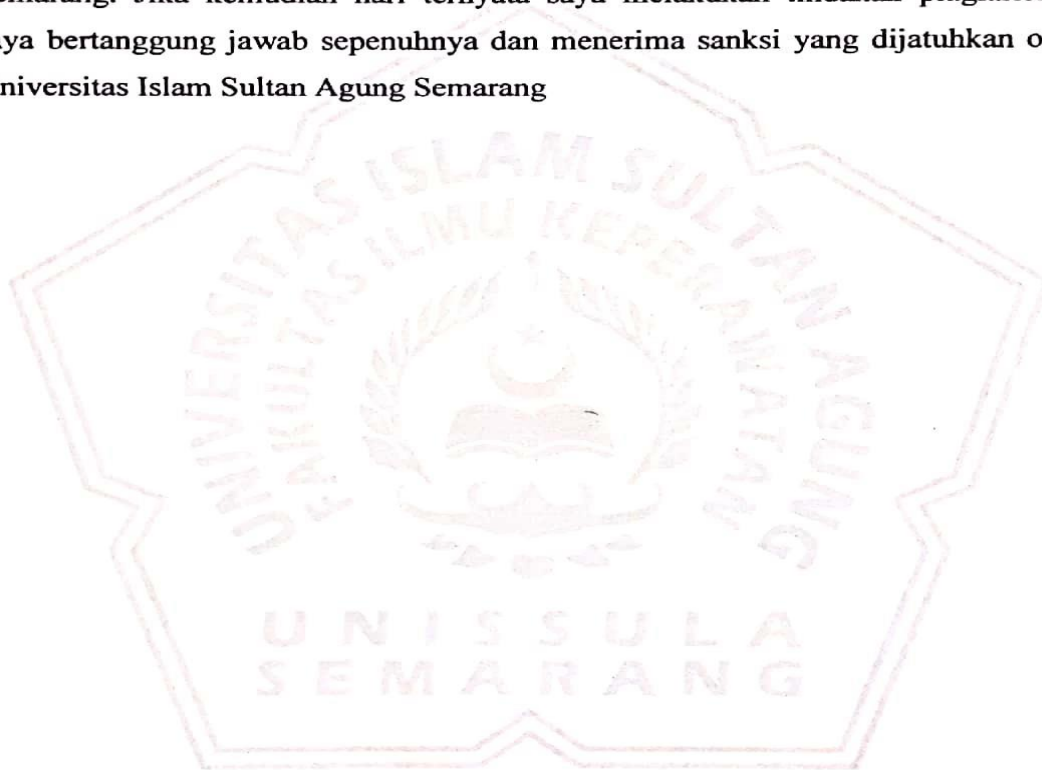 Jika kemudian hari ternyata saya melakukan tindakan
bertanggung jawab sepenuhnya dan menerima sanksi yang dijatuhkan
niversitas Islam Sultan Agung Semarang
UNIVERSITAS ISLAM SULTAN AGUNG
FAKULTAS ILMU KEPERAWATAN
UNISSULA
SEMARANG